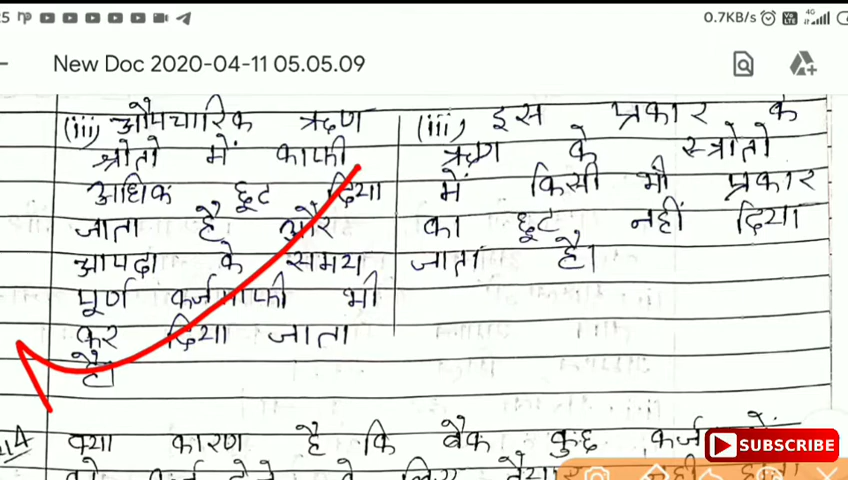 0.7KB/s
New Doc 2020-04-11 05.05.09
(iii) औपचारिक ऋण
श्रोतो में काफी
अधिक छूट दिया
जाता है और
आपदा के समय
पूर्ण कर्जमाफी भी
कर दिया जाता
है।
(iii) इस प्रकार के
ऋण के स्त्रोतो
में किसी भी प्रकार
का छूट नहीं दिया
जाता है।
क्या कारण है कि बैंक कुछ कर्ज
SUBSCRIBE